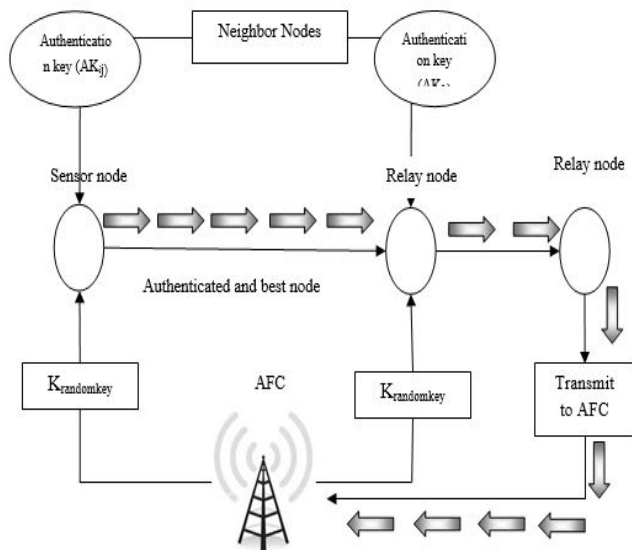 Authenticatio
n key (AKij)
Neighbor Nodes
Authenticati
on key
Sensor node
Relay node
Relay node
Authenticated and best node
Krandomkey
AFC
Krandomkey
Transmit
to AFC